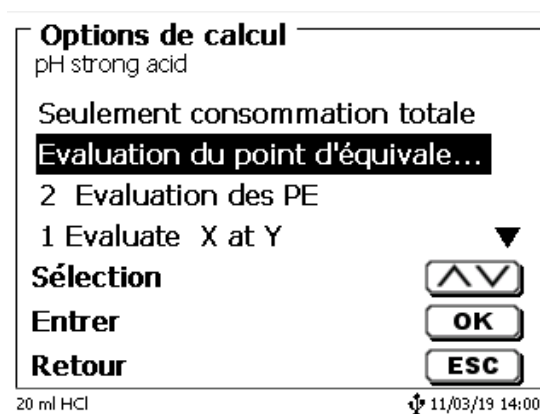 Options de calcul
pH strong acid
Seulement consommation totale
Evaluation du point d'équivale...
2 Evaluation des PE
1 Evaluate X at Y
Sélection
Entrer OK
Retour ESC
20 ml HCl 11/03/19 14:00